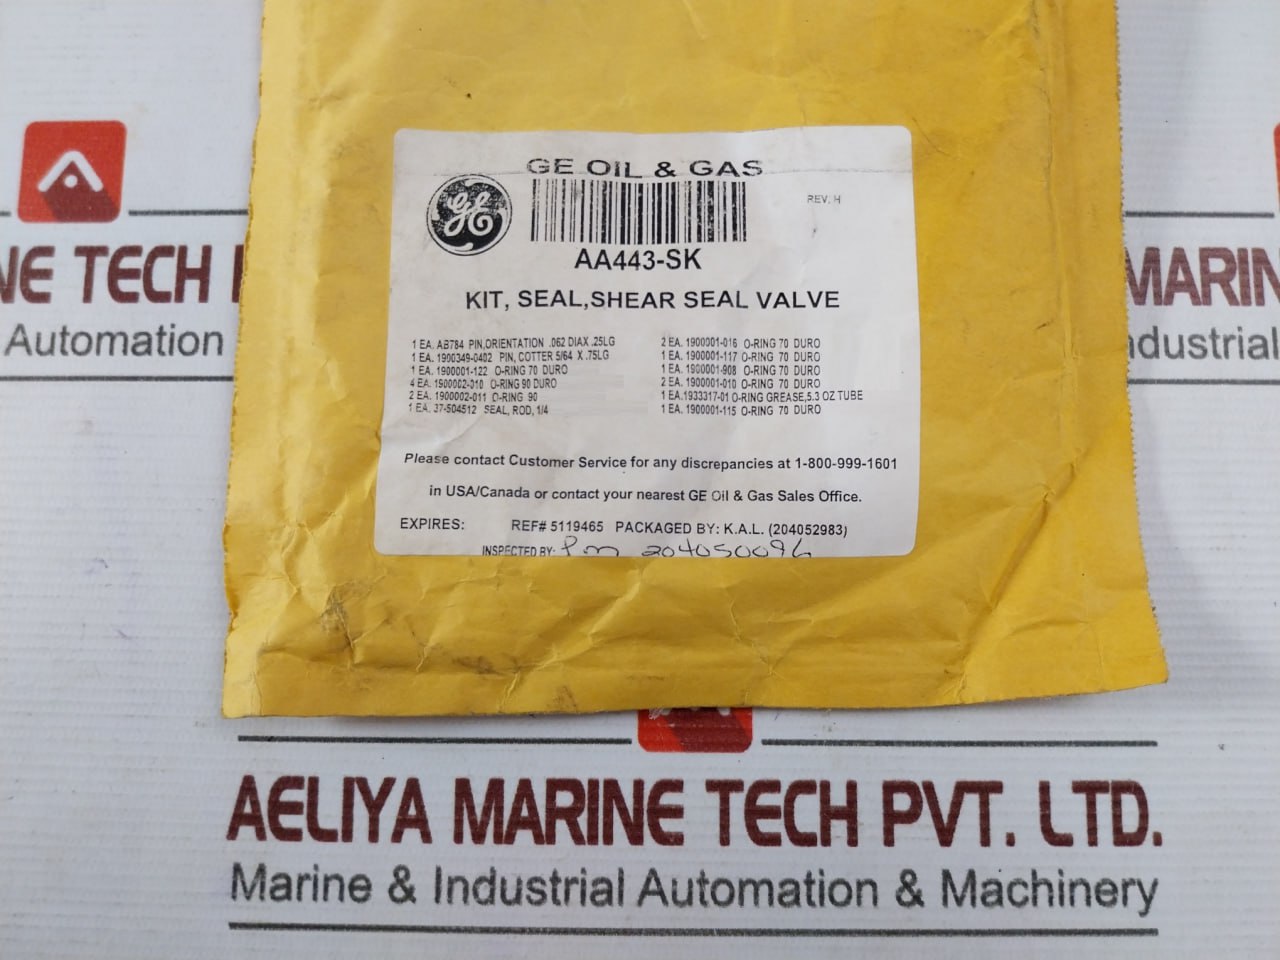 GE OIL & GAS
REV. H
AA443-SK
KIT, SEAL,SHEAR SEAL VALVE
1 EA. AB784 PIN,ORIENTATION .062 DIAX .25LG
1 EA. 1900349-0402 PIN, COTTER 5/64 X .75LG
1 EA. 1900001-122 O-RING 70 DURO
4 EA. 1900002-010 O-RING 90 DURO
2 EA. 1900002-011 O-RING 90
1 EA. 37-504512 SEAL, ROD, 1/4
2 EA. 1900001-016 O-RING 70 DURO
1 EA. 1900001-117 O-RING 70 DURO
1 EA. 1900001-908 O-RING 70 DURO
2 EA. 1900001-010 O-RING 70 DURO
1 EA.1933317-01 O-RING GREASE,5.3 OZ TUBE
1 EA. 1900001-115 O-RING 70 DURO
Please contact Customer Service for any discrepancies at 1-800-999-1601
in USA/Canada or contact your nearest GE Oil & Gas Sales Office.
EXPIRES: REF# 5119465 PACKAGED BY: K.A.L. (204052983)
INSPECTED BY: 204050096
NE TECH
Automation
MARIN
dustrial
AELIYA MARINE TECH PVT. LTD.
Marine & Industrial Automation & Machinery